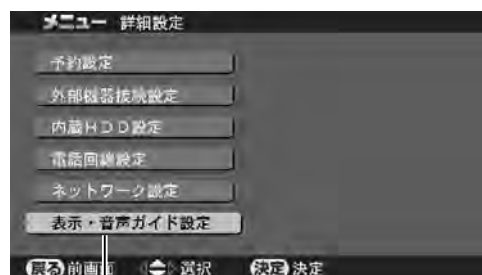 メニュー 詳細設定
予約設定
外部機器接続設定
内蔵HDD設定
電話回線設定
ネットワーク設定
表示・音声ガイド設定
戻る 前画面 選択 決定 決定